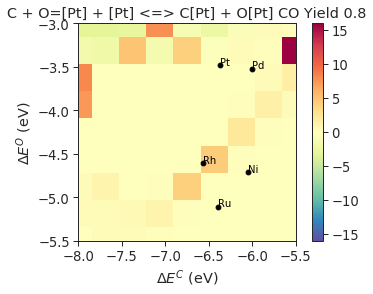 C + O=[Pt] + [Pt] <=> C[Pt] + O[Pt] CO Yield 0.8
−3.0
−3.5
−4.0
−4.5
−5.0
−5.5
ΔE^O (eV)
Pt
Pd
Rh
Ni
Ru
−8.0 −7.5 −7.0 −6.5 −6.0 −5.5
ΔE^C (eV)
15
10
5
0
−5
−10
−15